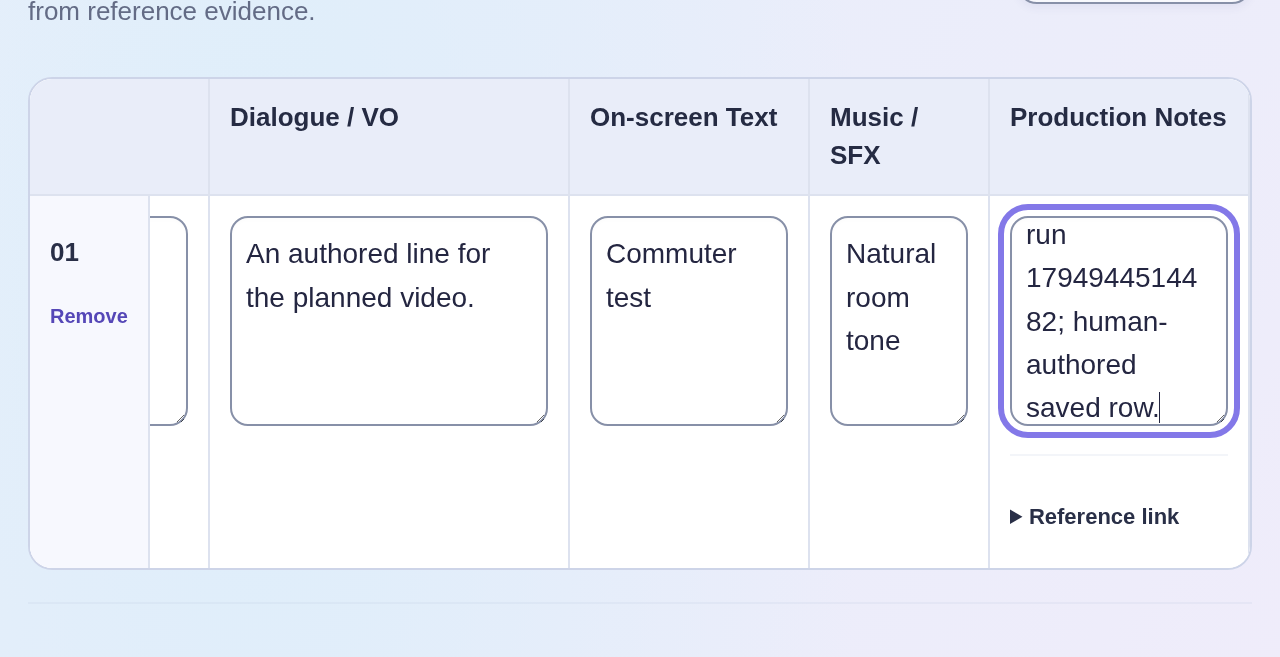 from reference evidence.
Dialogue / VO
On-screen Text
Music /
SFX
Production Notes
01
Remove
An authored line for
the planned video.
Commuter
test
Natural
room
tone
run
17949445144
82; human-
authored
saved row.
Reference link